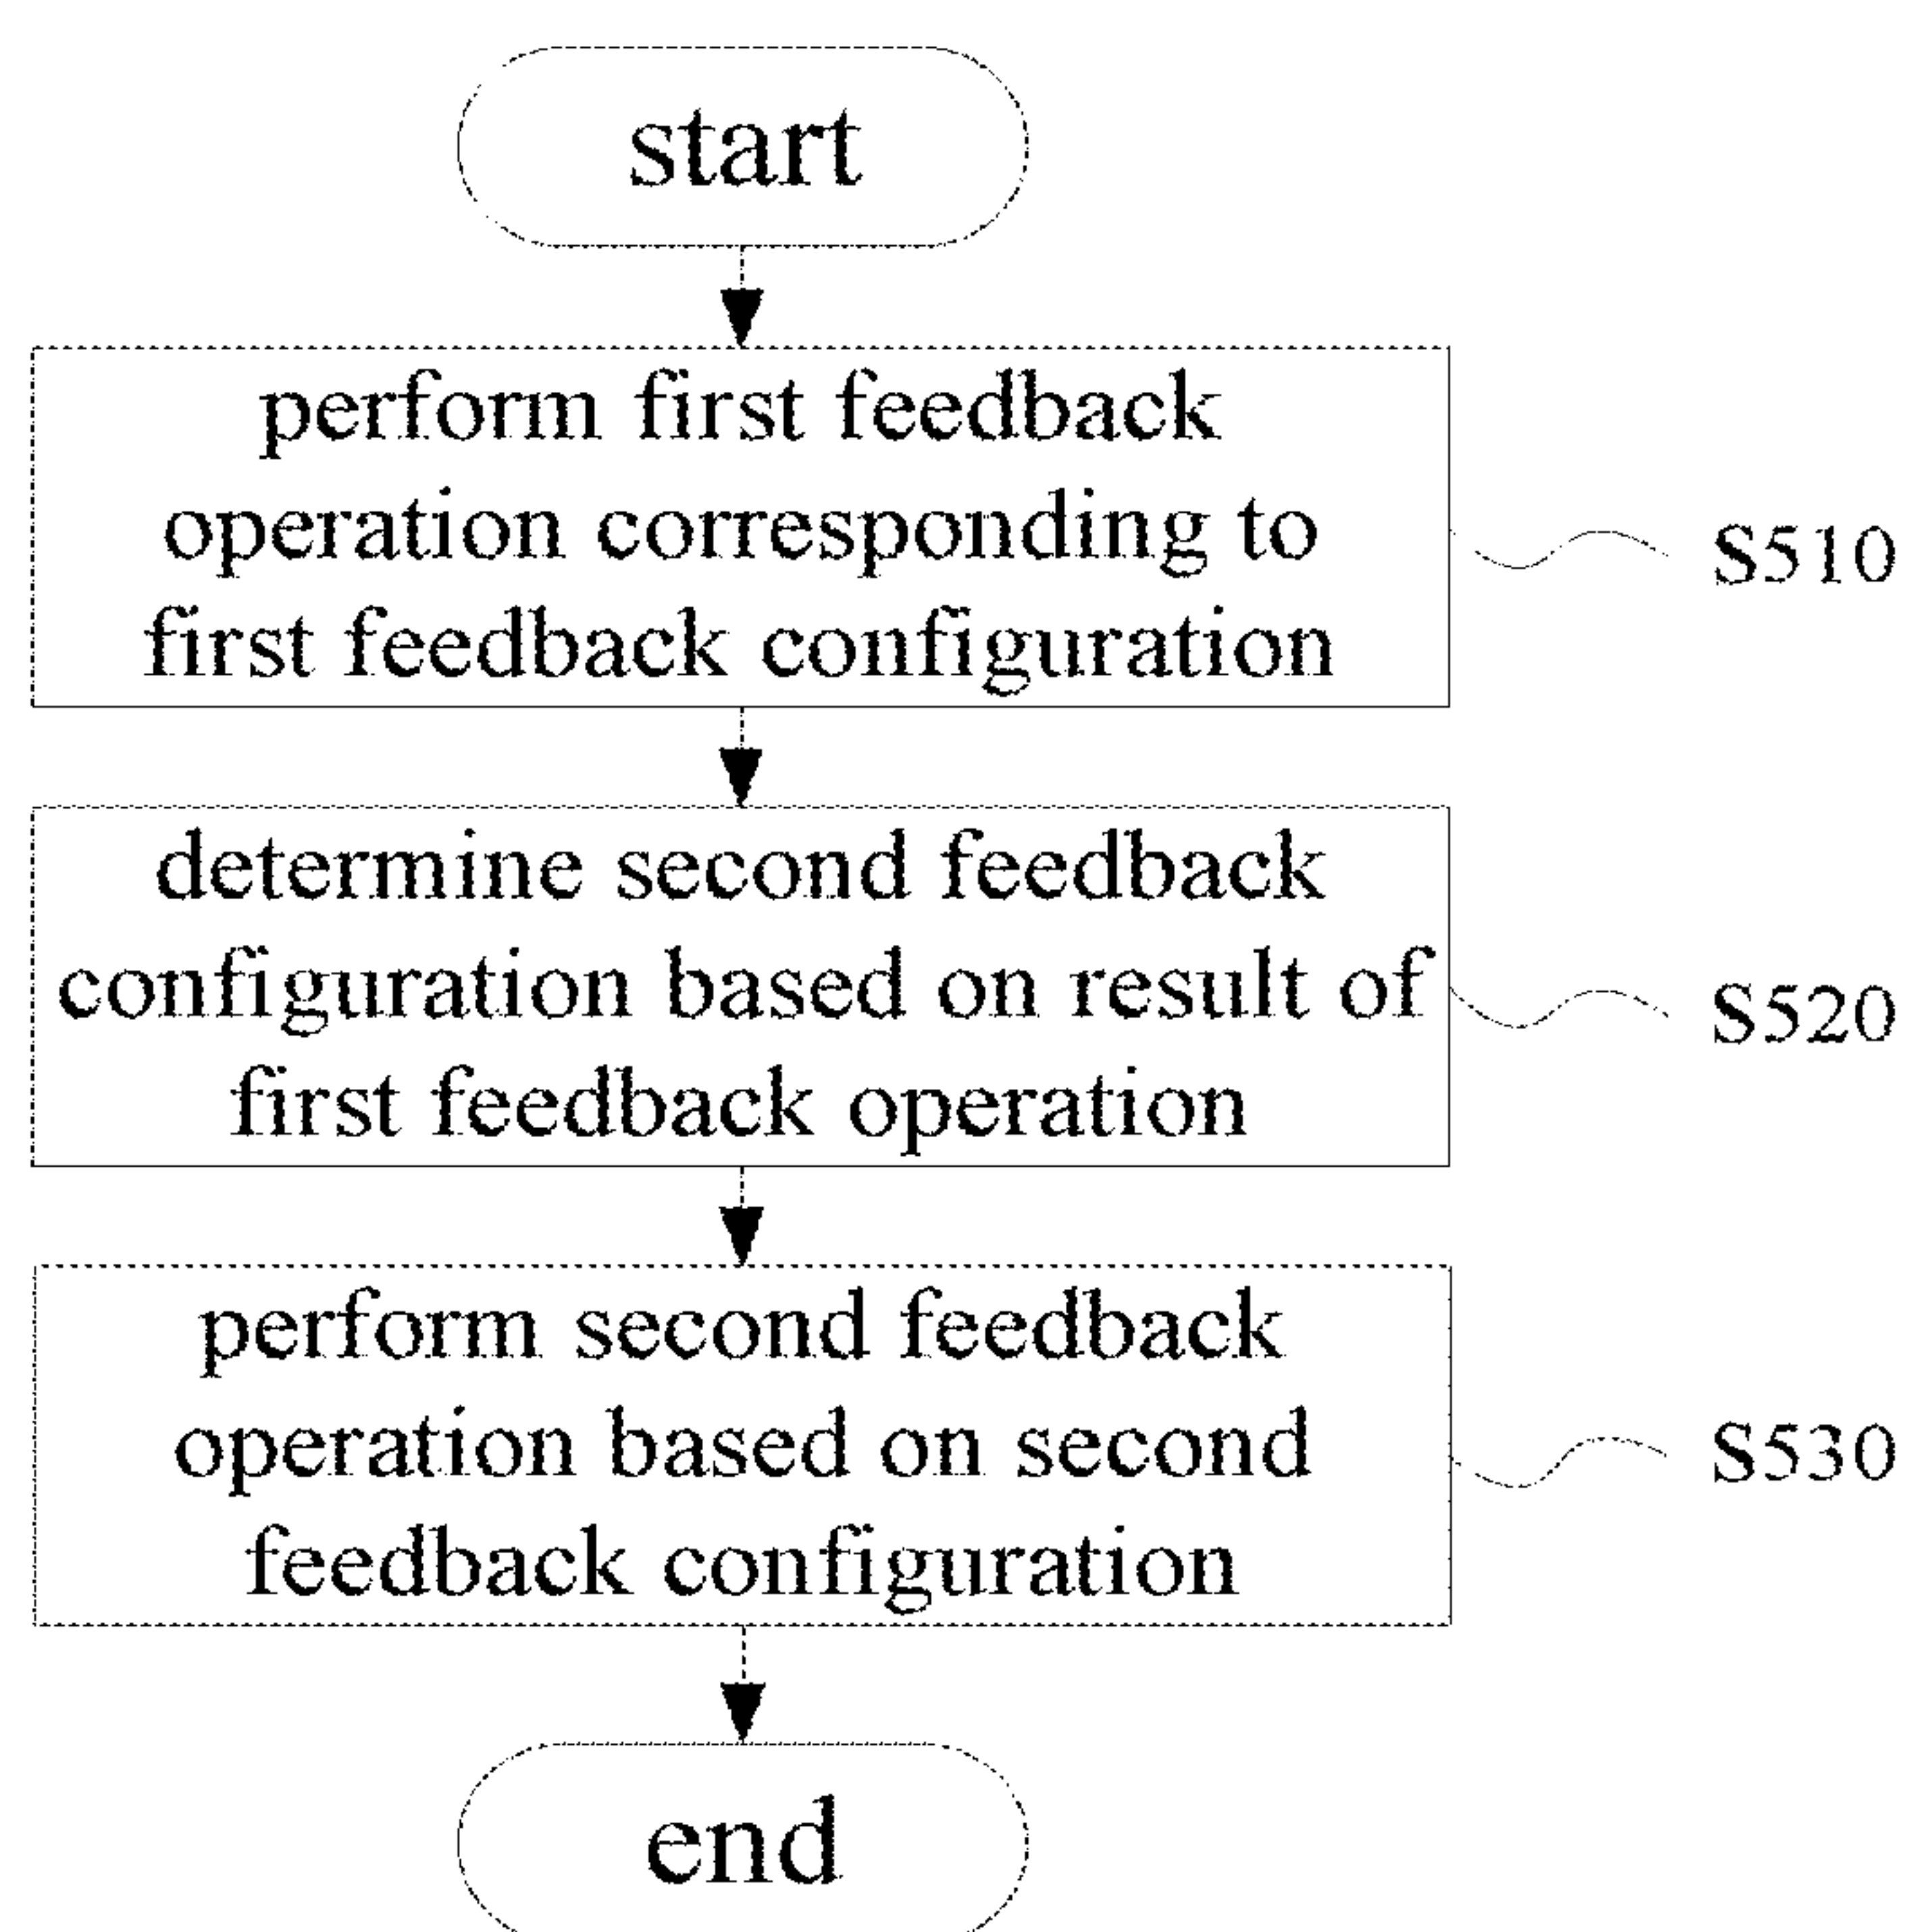 start
perform first feedback
operation corresponding to
first feedback configuration
S510
determine second feedback
configuration based on result of
first feedback operation
S520
perform second feedback
operation based on second
feedback configuration
S530
end